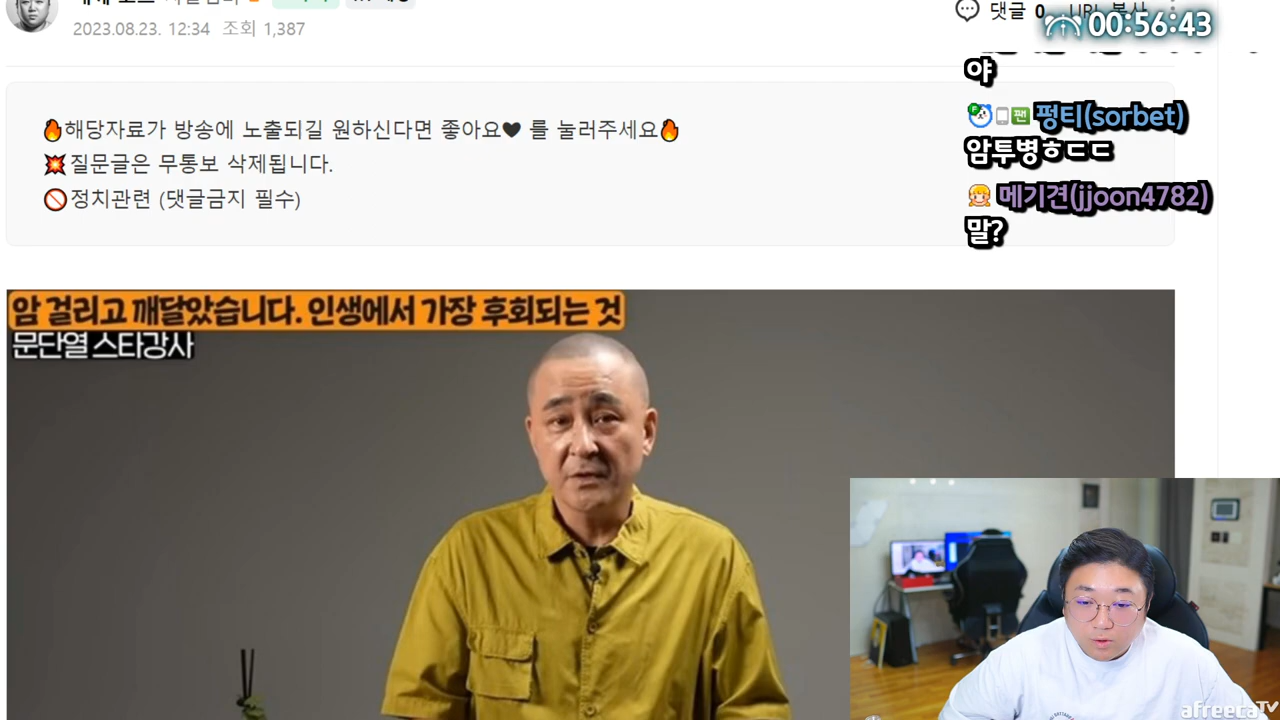 2023.08.23. 12:34 조회 1,387
댓글 0
00:56:43
🔥해당자료가 방송에 노출되길 원하신다면 좋아요🖤 를 눌러주세요🔥
💥질문글은 무통보 삭제됩니다.
🚫정치관련 (댓글금지 필수)
야
펑티(sorbet)
암투병ㅎㄷㄷ
메기견(jjoon4782)
말?
암 걸리고 깨달았습니다. 인생에서 가장 후회되는 것
문단열 스타강사
afreecaTV